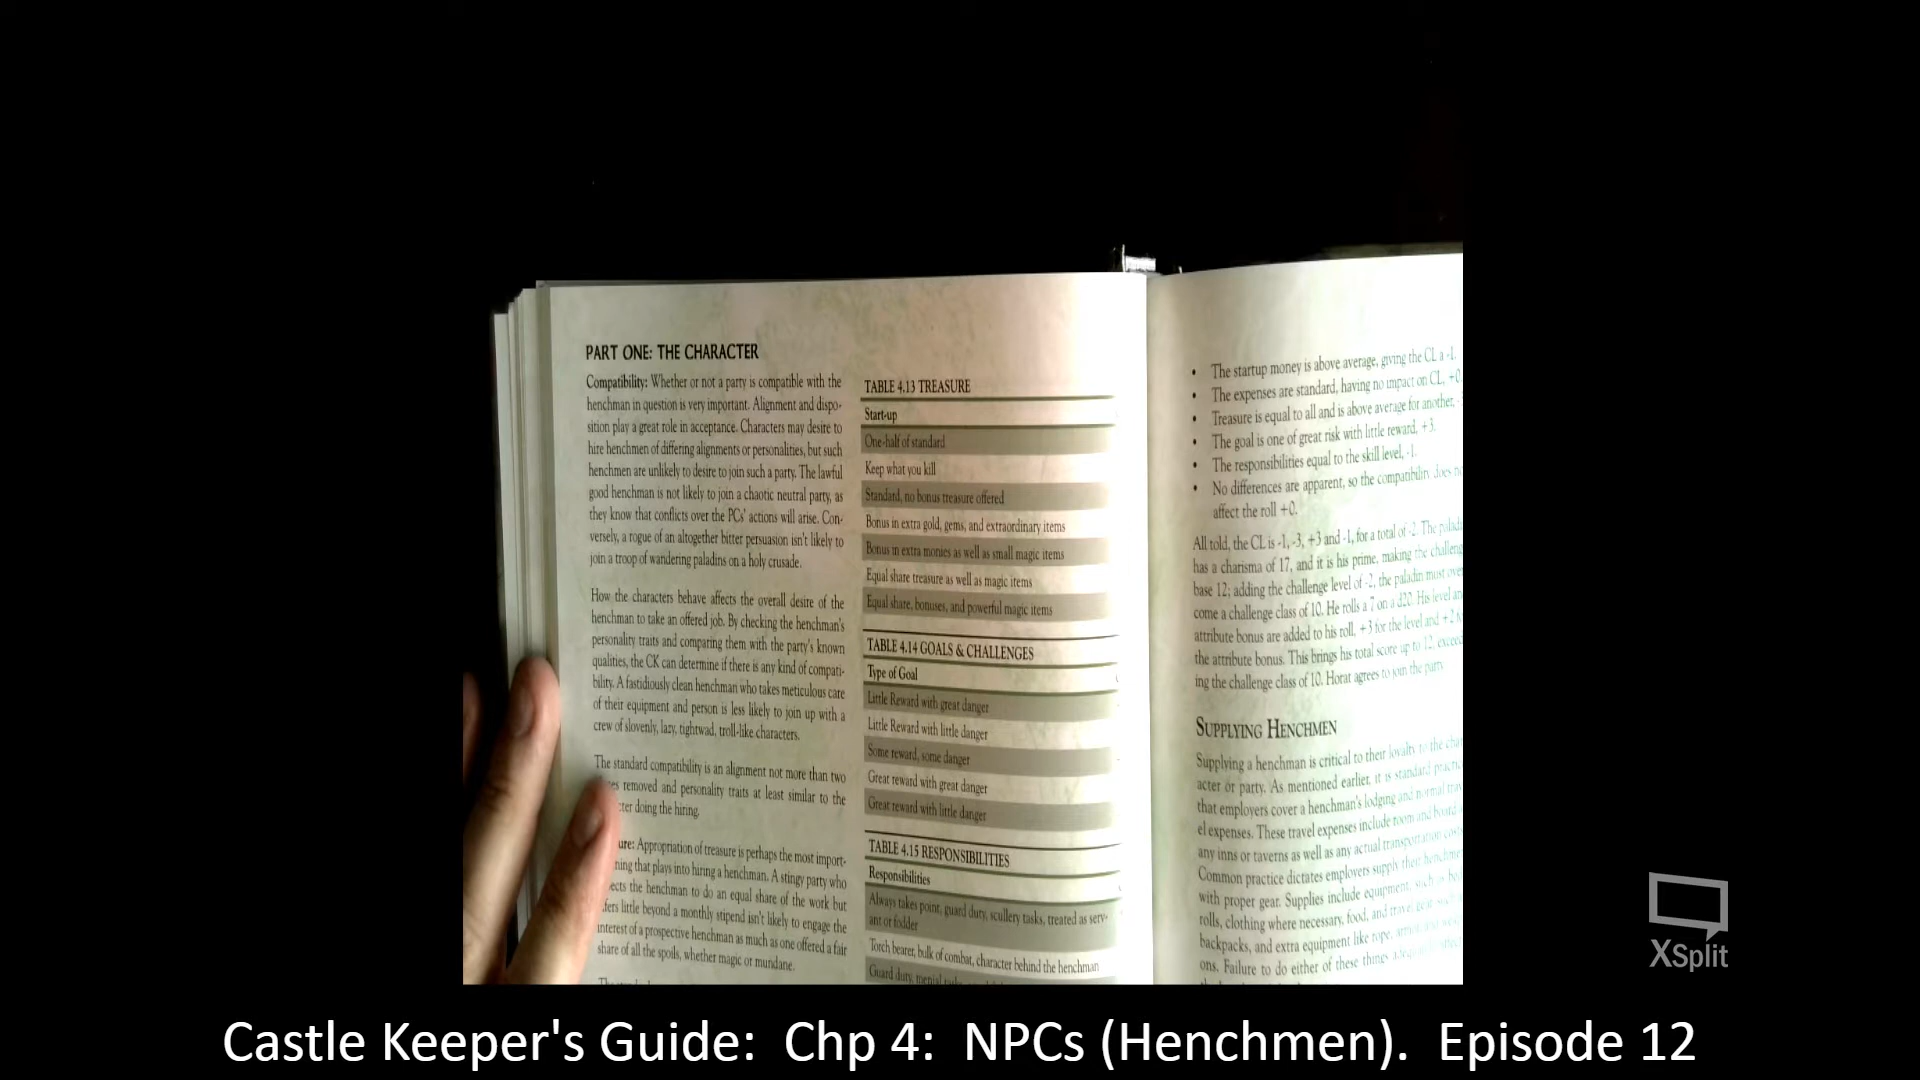 PART ONE: THE CHARACTER
Compatibility: Whether or not a party is compatible with the
henchman in question is very important. Alignment and dispo-
sition play a great role in acceptance. Characters may desire to
hire henchmen of differing alignments or personalities, but such
henchmen are unlikely to desire to join such a party. The lawful
good henchman is not likely to join a chaotic neutral party, as
they know that conflicts over the PCs' actions will arise. Con-
versely, a rogue of an altogether bitter persuasion isn't likely to
join a troop of wandering paladins on a holy crusade.
How the characters behave affects the overall desire of the
henchman to take an offered job. By checking the henchman's
personality traits and comparing them with the party's known
qualities, the CK can determine if there is any kind of compati-
bility. A fastidiously clean henchman who takes meticulous care
of their equipment and person is less likely to join up with a
crew of slovenly, lazy, tightwad, troll-like characters.
The standard compatibility is an alignment not more than two
removed and personality traits at least similar to the
doing the hiring.
Appropriation of treasure is perhaps the most import-
that plays into hiring a henchman. A stingy party who
the henchman to do an equal share of the work but
little beyond a monthly stipend isn't likely to engage the
interest of a prospective henchman as much as one offered a fair
share of all the spoils, whether magic or mundane.
TABLE 4.13 TREASURE
Start-up
One-half of standard
Keep what you kill
Standard, no bonus treasure offered
Bonus in extra gold, gems, and extraordinary items
Bonus in extra monies as well as small magic items
Equal share treasure as well as magic items
Equal share, bonuses, and powerful magic items
TABLE 4.14 GOALS & CHALLENGES
Type of Goal
Little Reward with great danger
Little Reward with little danger
Some reward, some danger
Great reward with great danger
Great reward with little danger
TABLE 4.15 RESPONSIBILITIES
Responsibilities
Always takes point, guard duty, scullery tasks, treated as serv-
ant or fodder
Torch bearer, bulk of combat, character behind the henchman
Guard duty, menial
• The startup money is above average, giving the CL a -1.
• The expenses are standard, having no impact on CL, +0.
• Treasure is equal to all and is above average for another,
• The goal is one of great risk with little reward, +3.
• The responsibilities equal to the skill level, -1.
• No differences are apparent, so the compatibility does
affect the roll +0.
All told, the CL is -1, -3, +3 and -1, for a total of -2. The
has a charisma of 17, and it is his prime, making the
base 12; adding the challenge level of -2, the paladin must
come a challenge class of 10. He rolls a 7 on a d20. His level
attribute bonus are added to his roll, +3 for the level and +2
the attribute bonus. This brings his total score up to 12,
ing the challenge class of 10. Horat agrees to join the party.
SUPPLYING HENCHMEN
Supplying a henchman is critical to their loyalty to the
acter or party. As mentioned earlier, it is standard
that employers cover a henchman's lodging and normal
el expenses. These travel expenses include room and board
any inns or taverns as well as any actual transportation
Common practice dictates employers supply their
with proper gear. Supplies include equipment, such as
rolls, clothing where necessary, food, and travel gear
backpacks, and extra equipment like rope,
ons. Failure to do either of these things
XSplit
Castle Keeper's Guide: Chp 4: NPCs (Henchmen). Episode 12